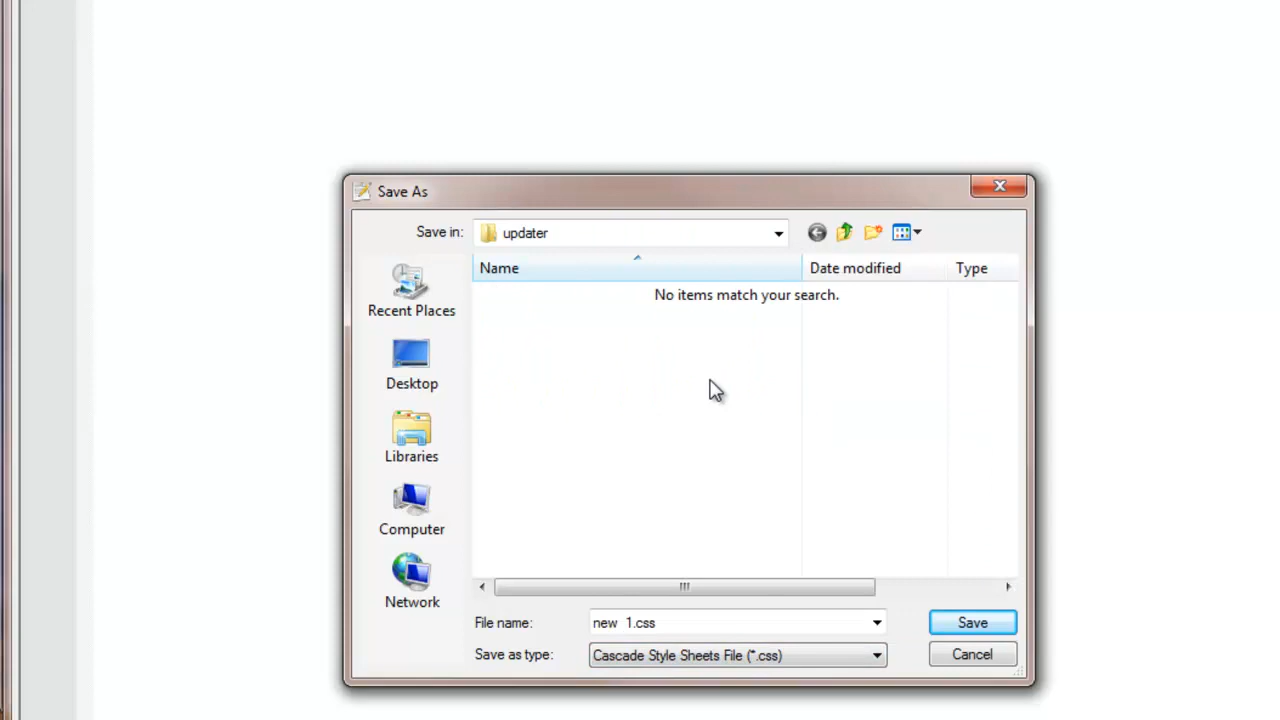 Save As
Save in: updater
Name Date modified Type
No items match your search.
Recent Places
Desktop
Libraries
Computer
Network
File name: new 1.css Save
Save as type: Cascade Style Sheets File (*.css) Cancel